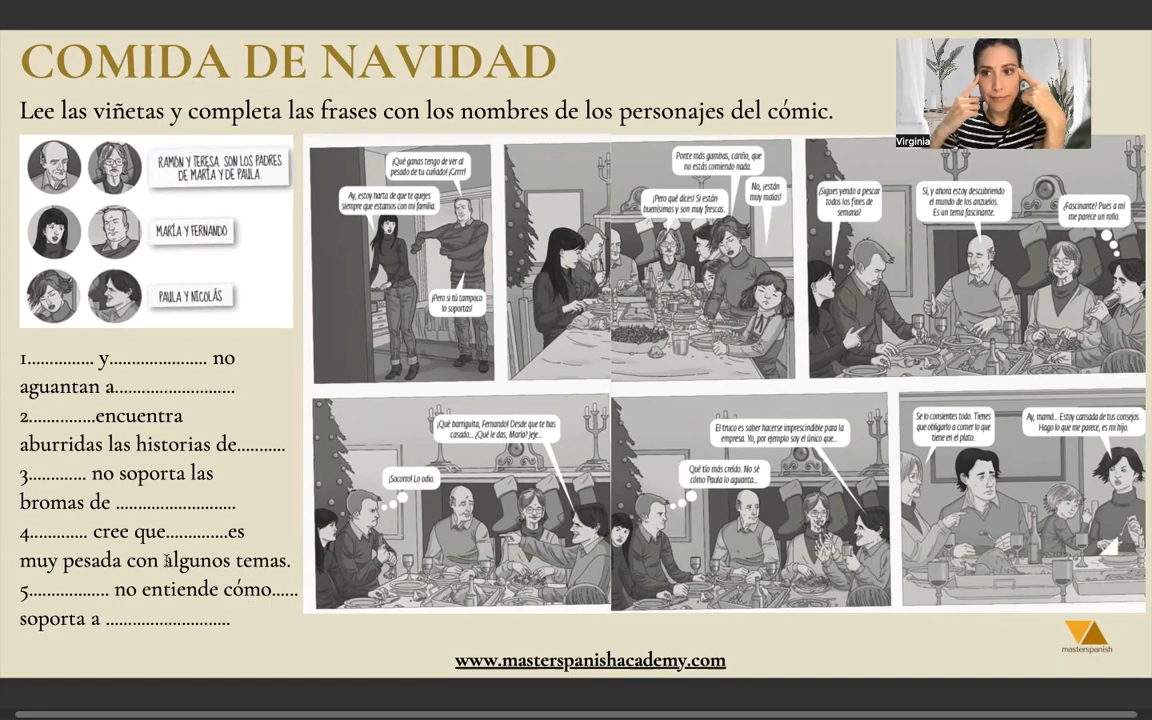 COMIDA DE NAVIDAD
Lee las viñetas y completa las frases con los nombres de los personajes del cómic.
Virginia
RAMÓN Y TERESA. SON LOS PADRES
DE MARÍA Y DE PAULA.
MARÍA Y FERNANDO
PAULA Y NICOLÁS
1.............. y.................... no
aguantan a.........................
2..............encuentra
aburridas las historias de..........
3............ no soporta las
bromas de .........................
4............ cree que.............es
muy pesada con algunos temas.
5................. no entiende cómo......
soporta a ..........................
¡Qué ganas tengo de ver al
pesado de tu cuñado! ¡Grrrr!
Ay, estoy harta de que te quejes
siempre que estamos con mi familia.
¡Pero si tú tampoco
lo soportas!
Ponte más gambas, cariño, que
no estás comiendo nada.
¡Pero qué dices! Si están
buenísimas y son muy frescas.
No, ¡están
muy malas!
¿Sigues yendo a pescar
todos los fines de
semana?
Sí, y ahora estoy descubriendo
el mundo de los anzuelos.
Es un tema fascinante.
¿Fascinante? Pues a mí
me parece un rollo.
¡Qué barriguita, Fernando! Desde que te has
casado... ¿Qué le das, María? Jeje...
¡Socorro! Lo odio.
El truco es saber hacerse imprescindible para la
empresa. Yo, por ejemplo soy el único que...
Qué tío más creído. No sé
cómo Paula lo aguanta...
Se lo consientes todo. Tienes
que obligarlo a comer lo que
tiene en el plato.
Ay, mamá... Estoy cansada de tus consejos.
Hago lo que me parece, es mi hijo.
www.masterspanishacademy.com
masterspanish